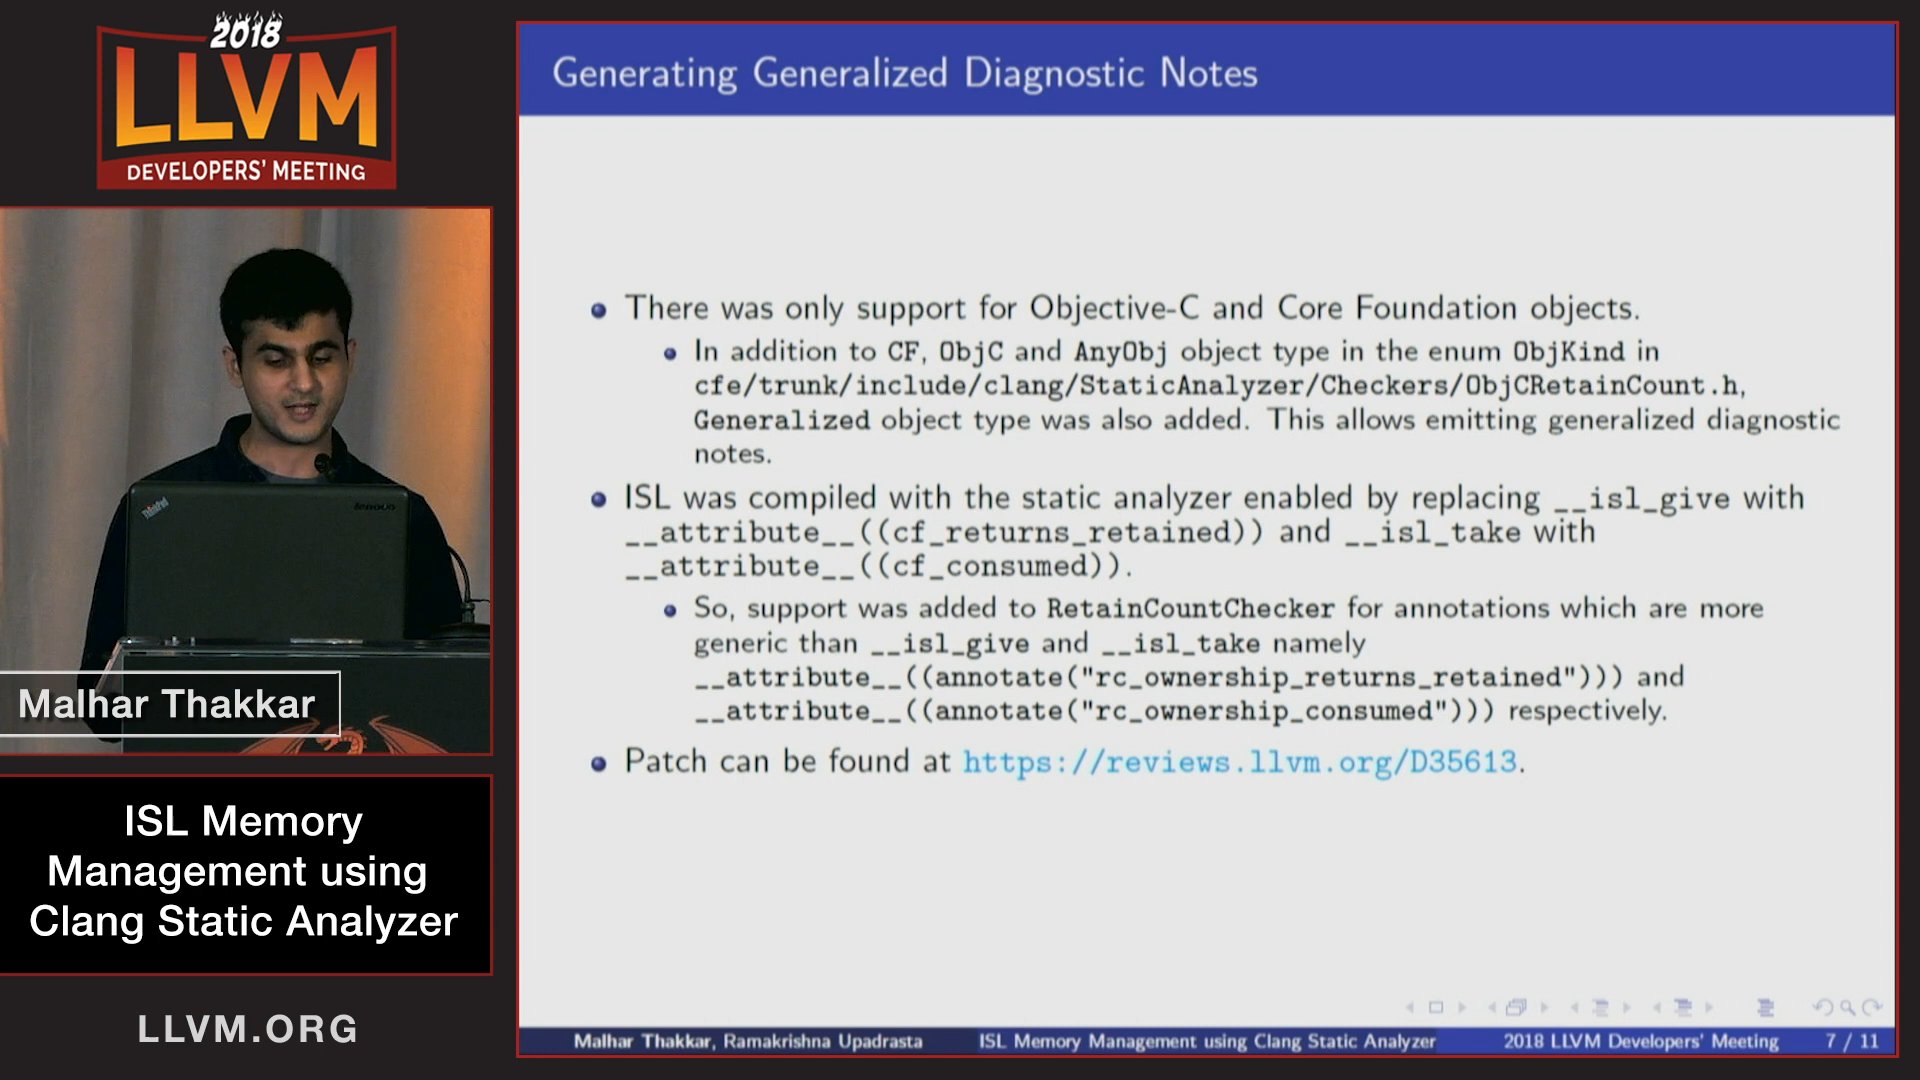 2018
LLVM
DEVELOPERS' MEETING
Malhar Thakkar
ISL Memory
Management using
Clang Static Analyzer
LLVM.ORG
ThinkPad
lenovo
Generating Generalized Diagnostic Notes
There was only support for Objective-C and Core Foundation objects.
In addition to CF, ObjC and AnyObj object type in the enum ObjKind in
cfe/trunk/include/clang/StaticAnalyzer/Checkers/ObjCRetainCount.h,
Generalized object type was also added. This allows emitting generalized diagnostic
notes.
ISL was compiled with the static analyzer enabled by replacing __isl_give with
__attribute__((cf_returns_retained)) and __isl_take with
__attribute__((cf_consumed)).
So, support was added to RetainCountChecker for annotations which are more
generic than __isl_give and __isl_take namely
__attribute__((annotate("rc_ownership_returns_retained"))) and
__attribute__((annotate("rc_ownership_consumed"))) respectively.
Patch can be found at https://reviews.llvm.org/D35613.
Malhar Thakkar, Ramakrishna Upadrasta ISL Memory Management using Clang Static Analyzer 2018 LLVM Developers' Meeting 7 / 11